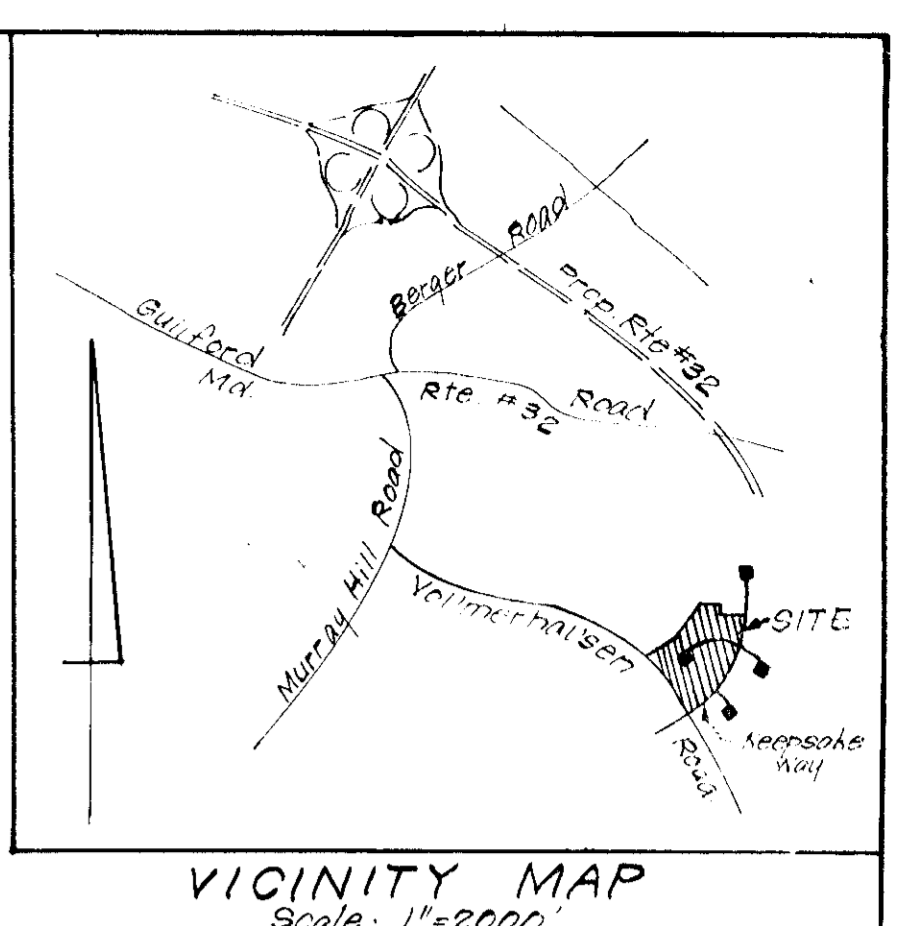 Berger Road
Prop. Rte #32
Guilford Road
Md. Rte. #32
Murray Hill Road
Vollmerhausen Road
SITE
Keepsake
Way
VICINITY MAP
Scale: 1"=2000'